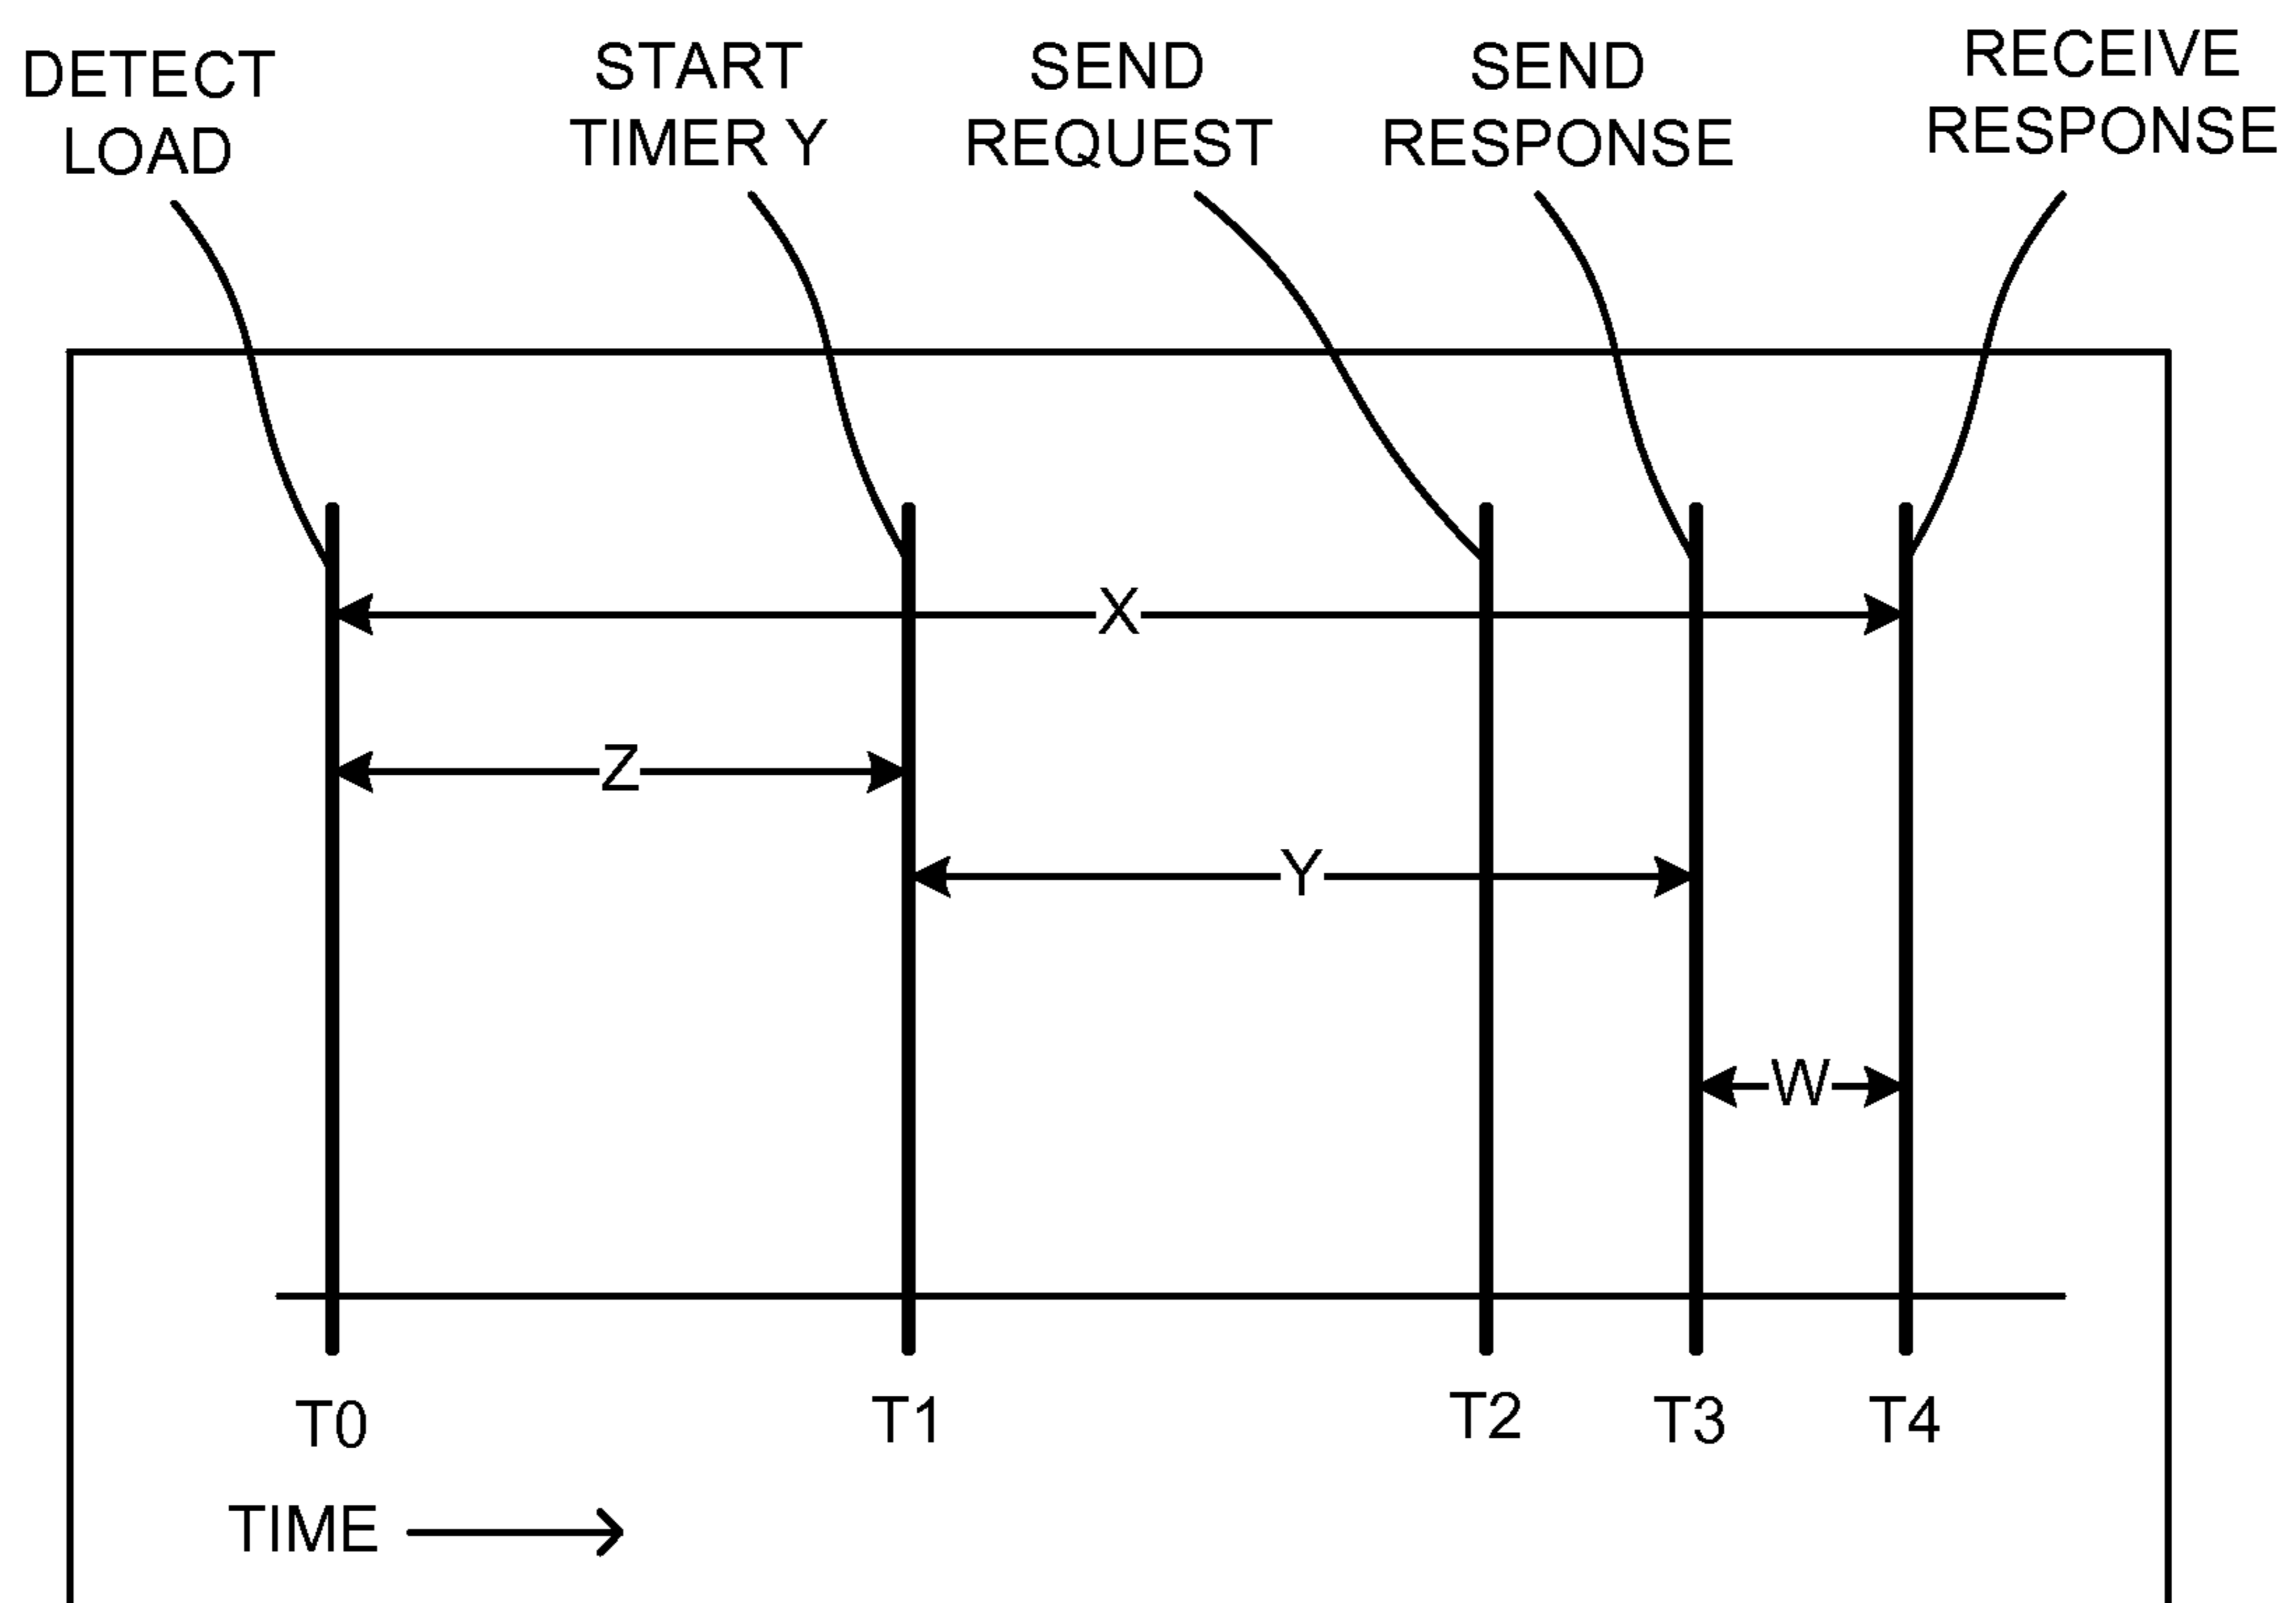 DETECT
LOAD
START
TIMER Y
SEND
REQUEST
SEND
RESPONSE
RECEIVE
RESPONSE
X
Z
Y
W
T0
T1
T2
T3
T4
TIME